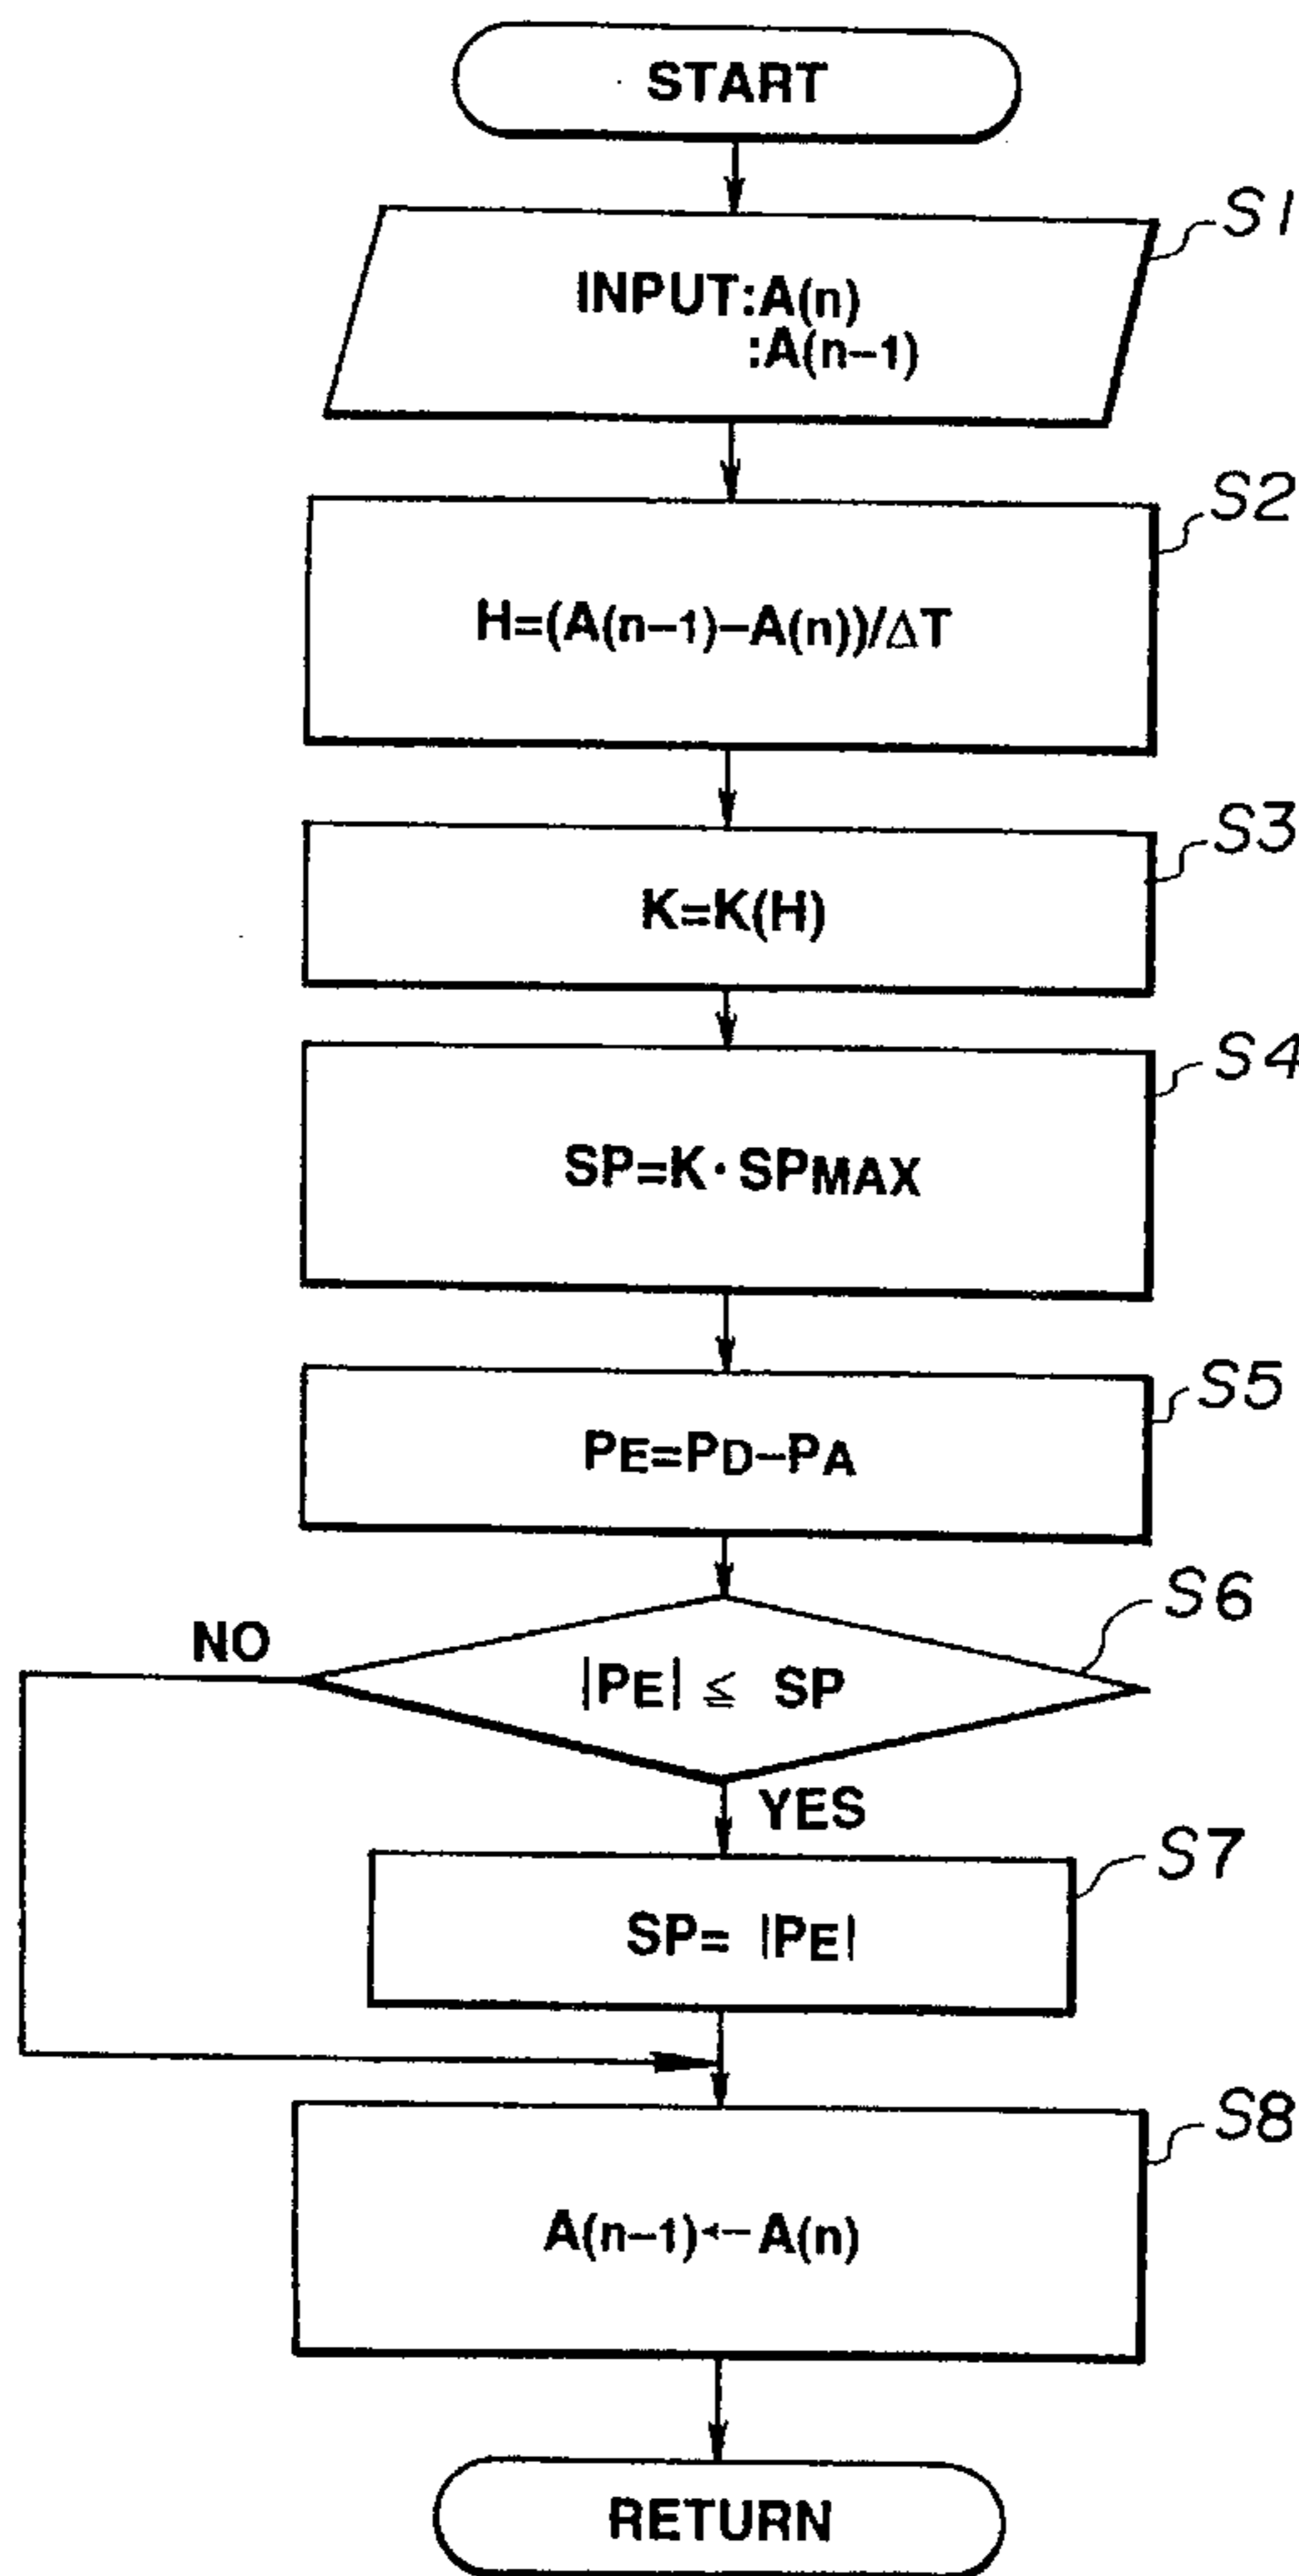 START
S1
INPUT:A(n)
:A(n-1)
S2
H=(A(n-1)-A(n))/ΔT
S3
K=K(H)
S4
SP=K·SPMAX
S5
PE=PD-PA
S6
NO
|PE| ≦ SP
YES
S7
SP= |PE|
S8
A(n-1)←A(n)
RETURN